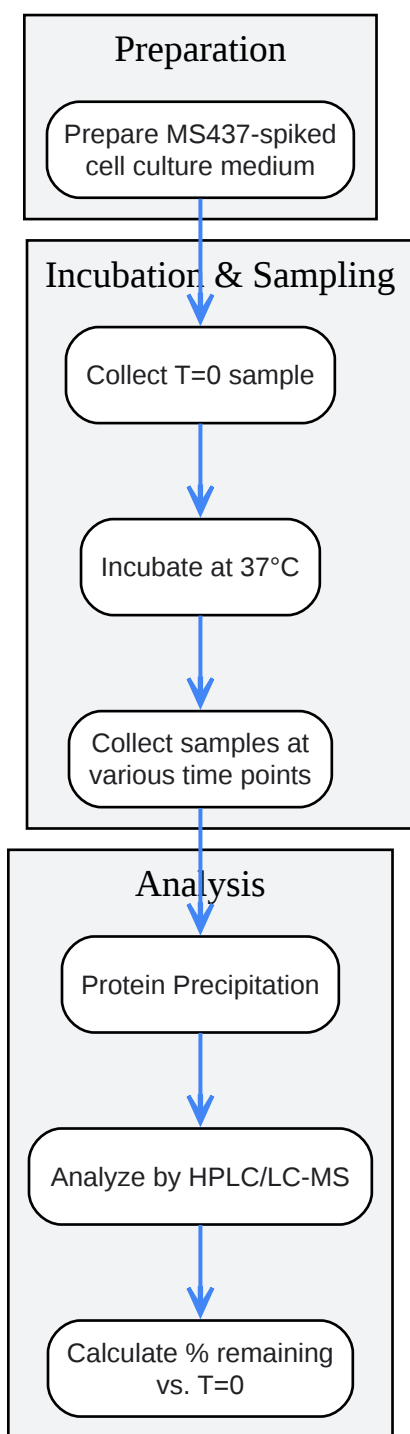 Preparation
Prepare MS437-spiked
cell culture medium
Incubation & Sampling
Collect T=0 sample
Incubate at 37°C
Collect samples at
various time points
Analysis
Protein Precipitation
Analyze by HPLC/LC-MS
Calculate % remaining
vs. T=0